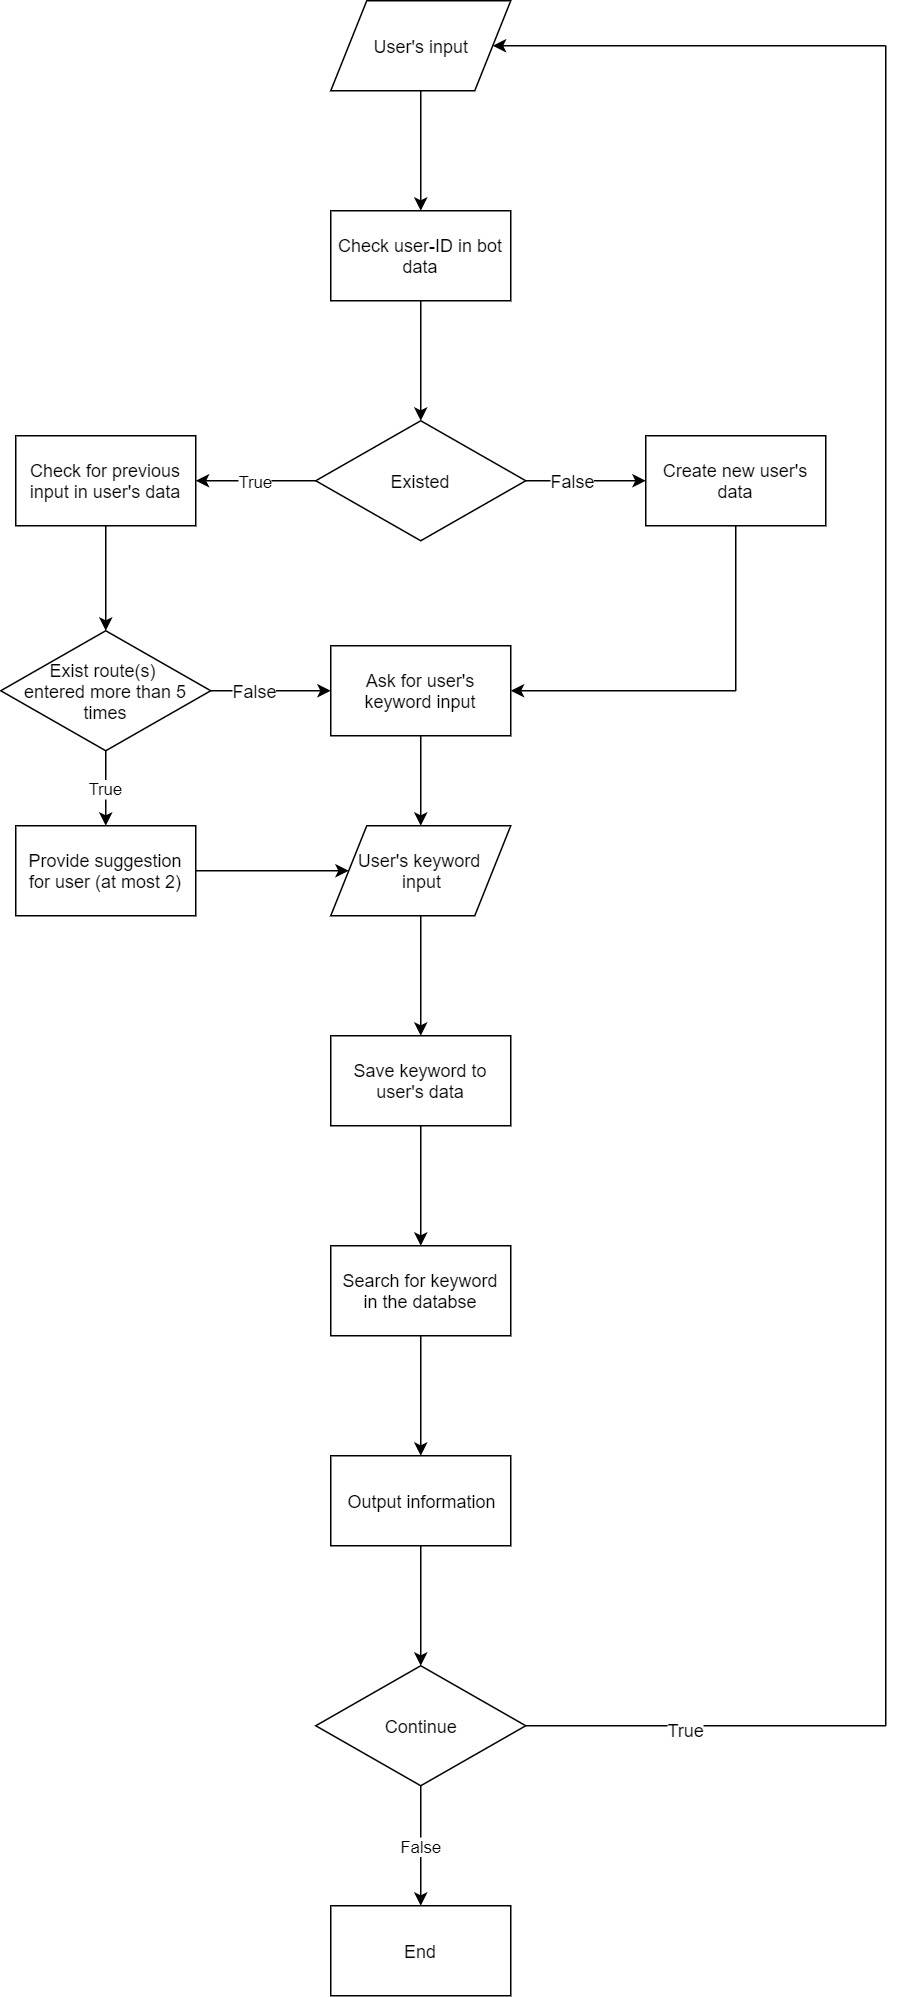 User's input
Check user-ID in bot
data
Check for previous
input in user's data
True
Existed
False
Create new user's
data
Exist route(s)
entered more than 5
times
False
Ask for user's
keyword input
True
Provide suggestion
for user (at most 2)
User's keyword
input
Save keyword to
user's data
Search for keyword
in the databse
Output information
Continue
True
False
End